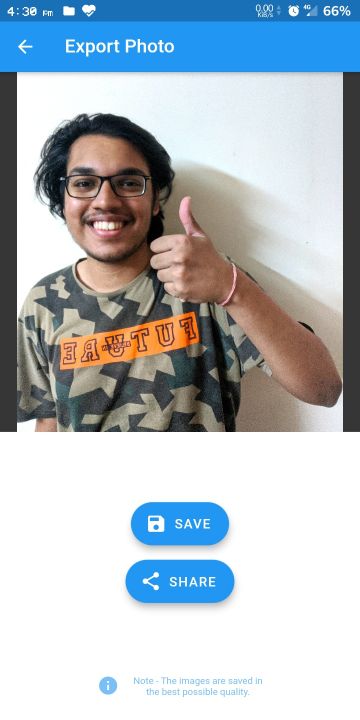 4:30 PM
0.00
KB/s
4G
66%
Export Photo
FUTURE
SAVE
SHARE
Note - The images are saved in
the best possible quality.